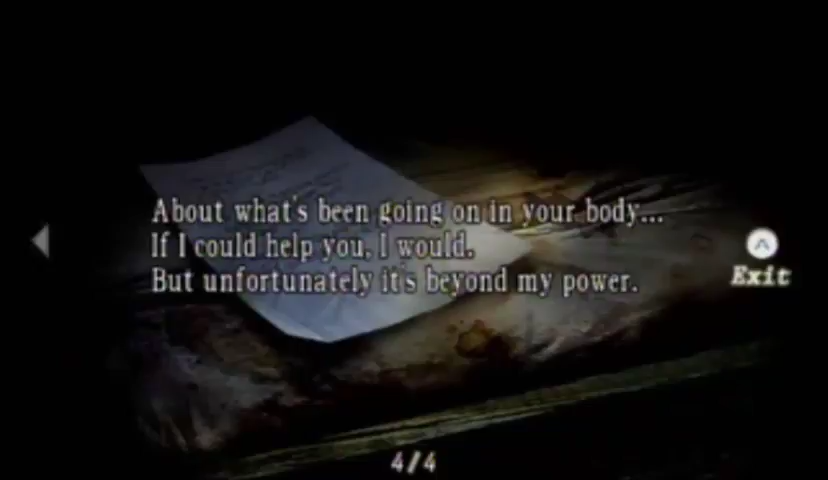 About what's been going on in your body...
If I could help you, I would.
But unfortunately it's beyond my power.
A
Exit
4/4